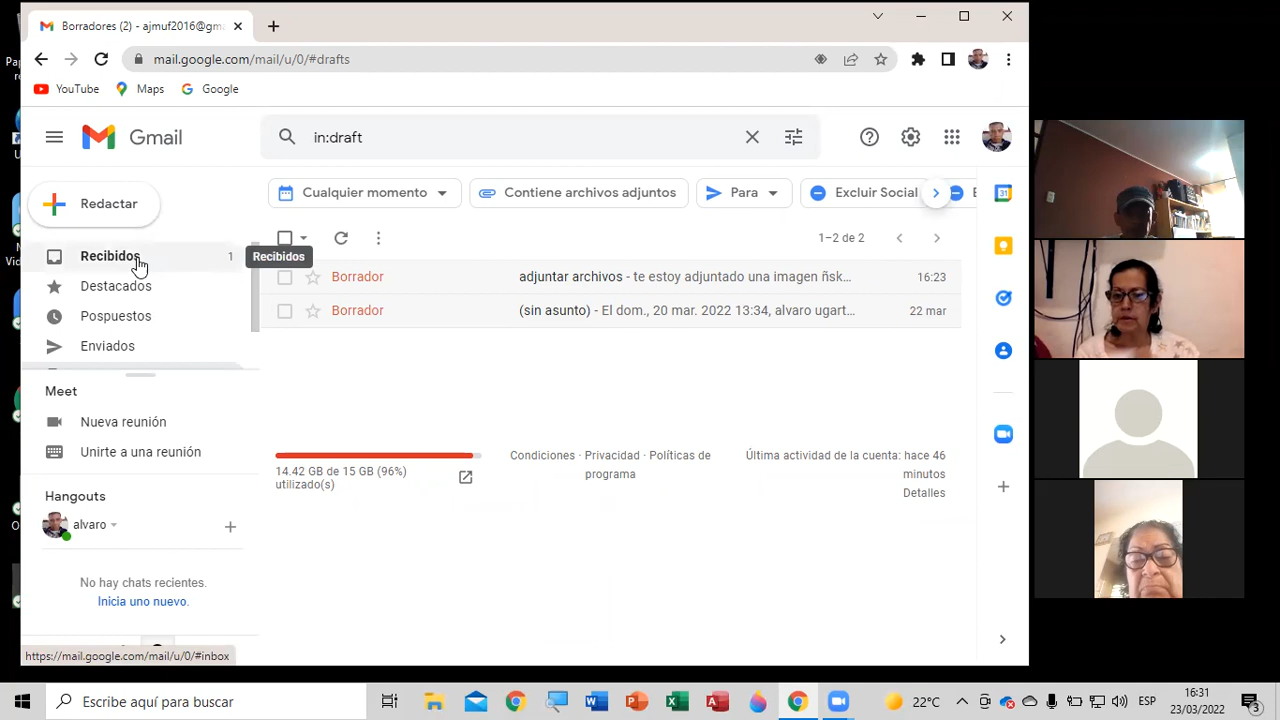 Borradores (2) - ajmuf2016@gm
mail.google.com/mail/u/0/#drafts
YouTube Maps Google
Gmail
in:draft
Redactar
Cualquier momento Contiene archivos adjuntos Para Excluir Social
1–2 de 2
Recibidos 1
Recibidos
Destacados
Pospuestos
Enviados
Borrador adjuntar archivos - te estoy adjuntado una imagen ñsk... 16:23
Borrador (sin asunto) - El dom., 20 mar. 2022 13:34, alvaro ugart... 22 mar
Meet
Nueva reunión
Unirte a una reunión
14.42 GB de 15 GB (96%)
utilizado(s)
Condiciones · Privacidad · Políticas de
programa
Última actividad de la cuenta: hace 46
minutos
Detalles
Hangouts
alvaro
No hay chats recientes.
Inicia uno nuevo.
https://mail.google.com/mail/u/0/#inbox
Escribe aquí para buscar
22°C
ESP
16:31
23/03/2022
3